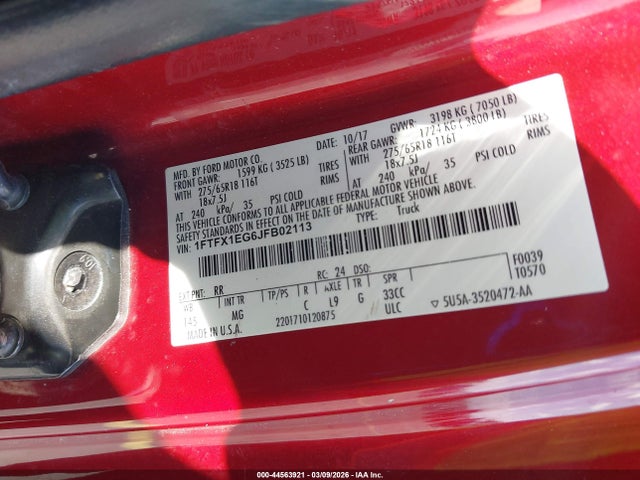 MFD. BY FORD MOTOR CO. 10/17 GVWR: 3198 KG ( 7050 LB)
FRONT GAWR: 1599 KG ( 3525 LB) REAR GAWR: 1724 KG ( 3800 LB)
WITH 275/65R18 116T TIRES WITH 275/65R18 116T TIRES
18x7.5J RIMS 18x7.5J RIMS
AT 240 kPa/ 35 PSI COLD AT 240 kPa/ 35 PSI COLD
THIS VEHICLE CONFORMS TO ALL APPLICABLE FEDERAL MOTOR VEHICLE
SAFETY AND THEFT PREVENTION STANDARDS IN EFFECT ON THE DATE OF MANUFACTURE SHOWN ABOVE.
VIN: 1FTFX1EG6JFB02113 TYPE: Truck
F0039
T0570
EXT PNT: RR RC: 24 DSO:
WB INT TR TP/PS R AXLE TR SPR
145 MG C L9 G 33CC
MADE IN U.S.A. 2201710120875 ULC ▽ 5U5A-3520472-AA
000-44563921 - 03/09/2026 - IAA Inc.